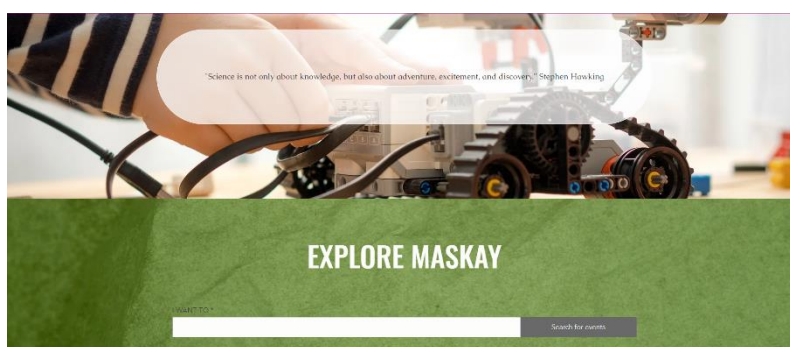 "Science is not only about knowledge, but also about adventure, excitement, and discovery." Stephen Hawking
EXPLORE MASKAY
I WANT TO *
Search for events